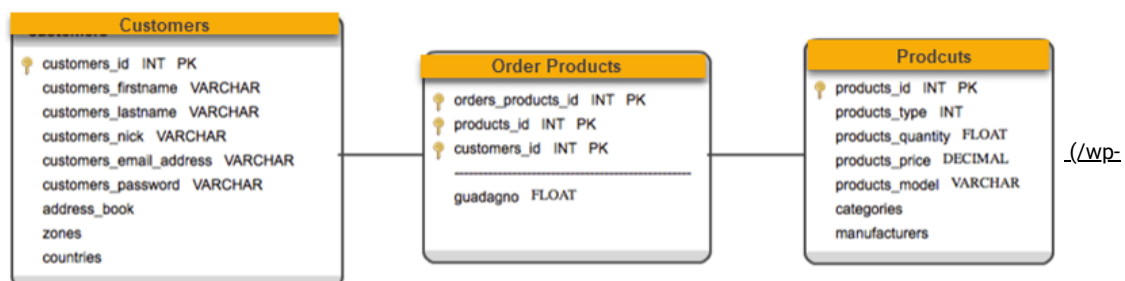 Customers
customers_id INT PK
customers_firstname VARCHAR
customers_lastname VARCHAR
customers_nick VARCHAR
customers_email_address VARCHAR
customers_password VARCHAR
address_book
zones
countries
Order Products
orders_products_id INT PK
products_id INT PK
customers_id INT PK
guadagno FLOAT
Prodcuts
products_id INT PK
products_type INT
products_quantity FLOAT
products_price DECIMAL
products_model VARCHAR
categories
manufacturers
(/wp-